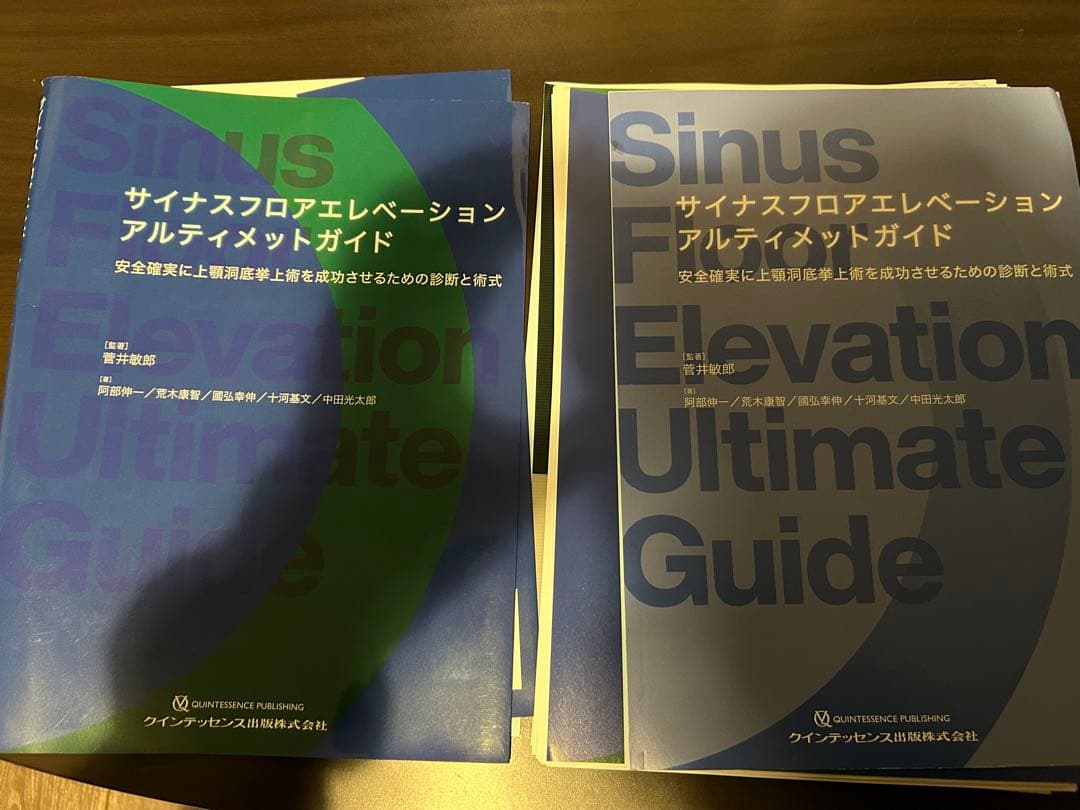 Sinus
Floor
Elevation
Ultimate
Guide
サイナスフロアエレベーション
アルティメットガイド
安全確実に上顎洞底挙上術を成功させるための診断と術式
[監著]
菅井敏郎
[著]
阿部伸一／荒木康智／國弘幸伸／十河基文／中田光太郎
QUINTESSENCE PUBLISHING
クインテッセンス出版株式会社
Sinus
Floor
Elevation
Ultimate
Guide
サイナスフロアエレベーション
アルティメットガイド
安全確実に上顎洞底挙上術を成功させるための診断と術式
[監著]
菅井敏郎
[著]
阿部伸一／荒木康智／國弘幸伸／十河基文／中田光太郎
QUINTESSENCE PUBLISHING
クインテッセンス出版株式会社